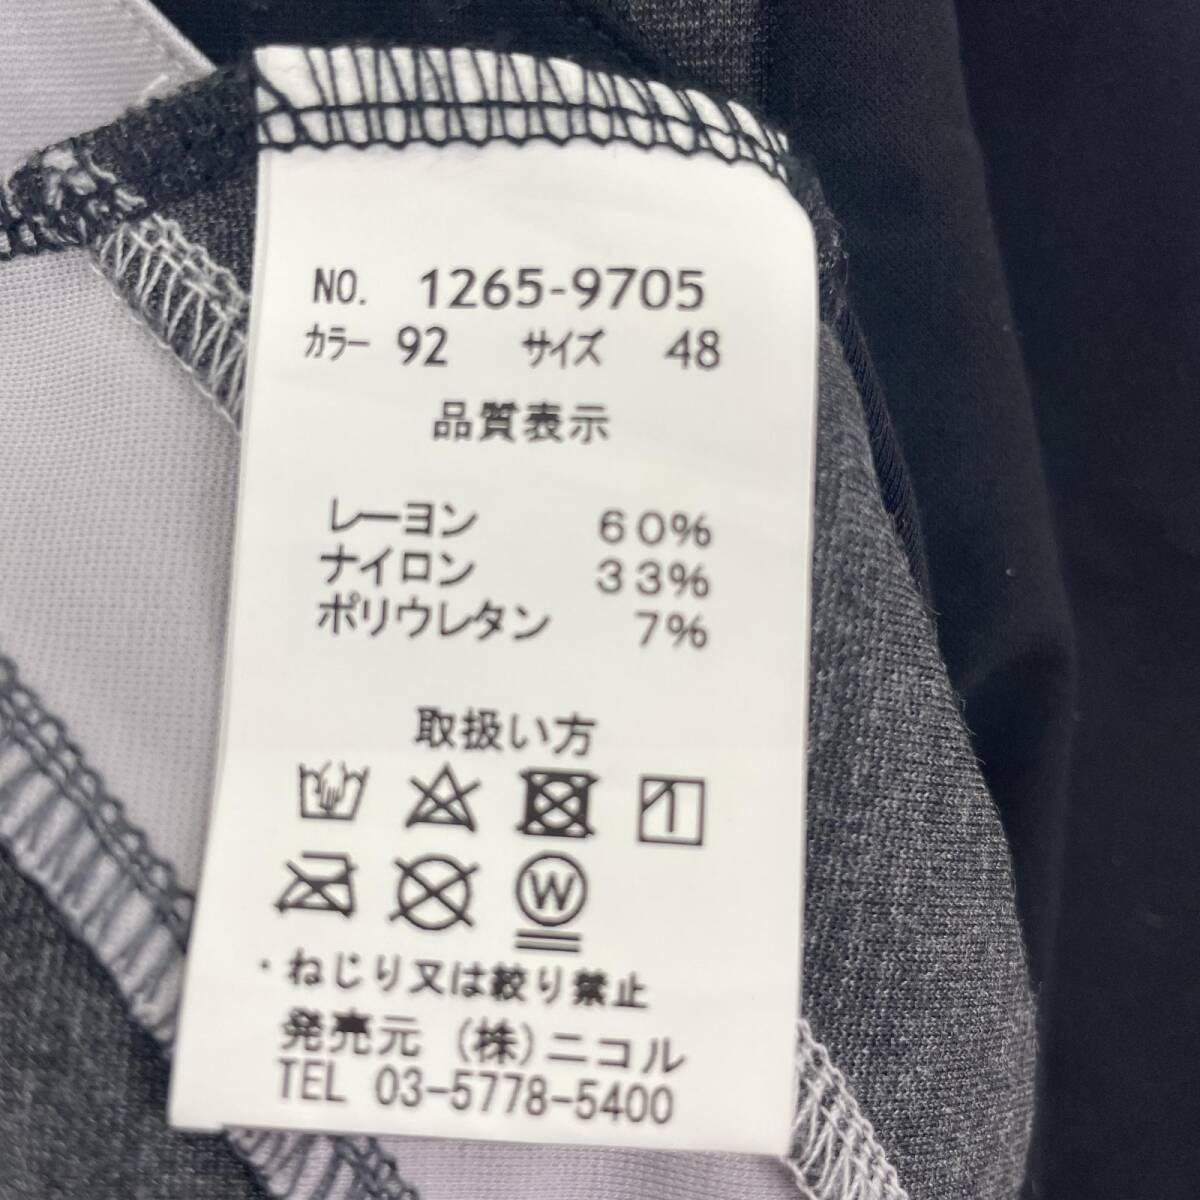 NO. 1265-9705
カラー 92 サイズ 48
品質表示
レーヨン 60%
ナイロン 33%
ポリウレタン 7%
取扱い方
W
・ねじり又は絞り禁止
発売元 (株)ニコル
TEL 03-5778-5400